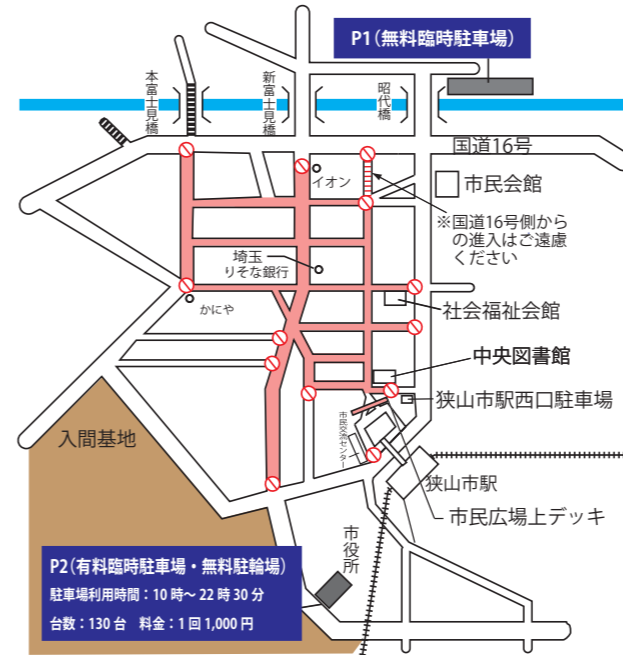 P1(無料臨時駐車場)
本富士見橋
新富士見橋
昭代橋
国道16号
イオン
市民会館
※国道16号側から
の進入はご遠慮
ください
埼玉
りそな銀行
かにや
社会福祉会館
中央図書館
狭山市駅西口駐車場
市民交流センター
入間基地
狭山市駅
市民広場上デッキ
市役所
P2(有料臨時駐車場・無料駐輪場)
駐車場利用時間:10時~22時30分
台数:130台 料金:1回1,000円